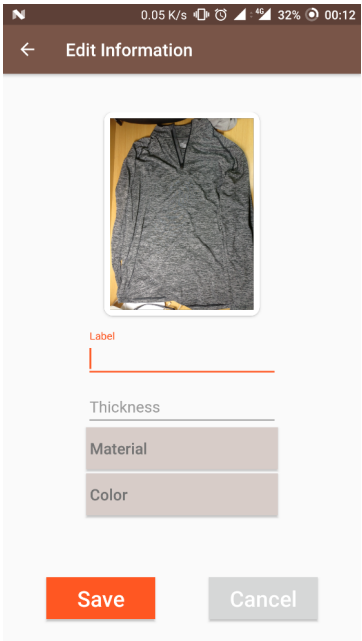 N 0.05 K/s 4G 32% 00:12
Edit Information
Label
Thickness
Material
Color
Save Cancel